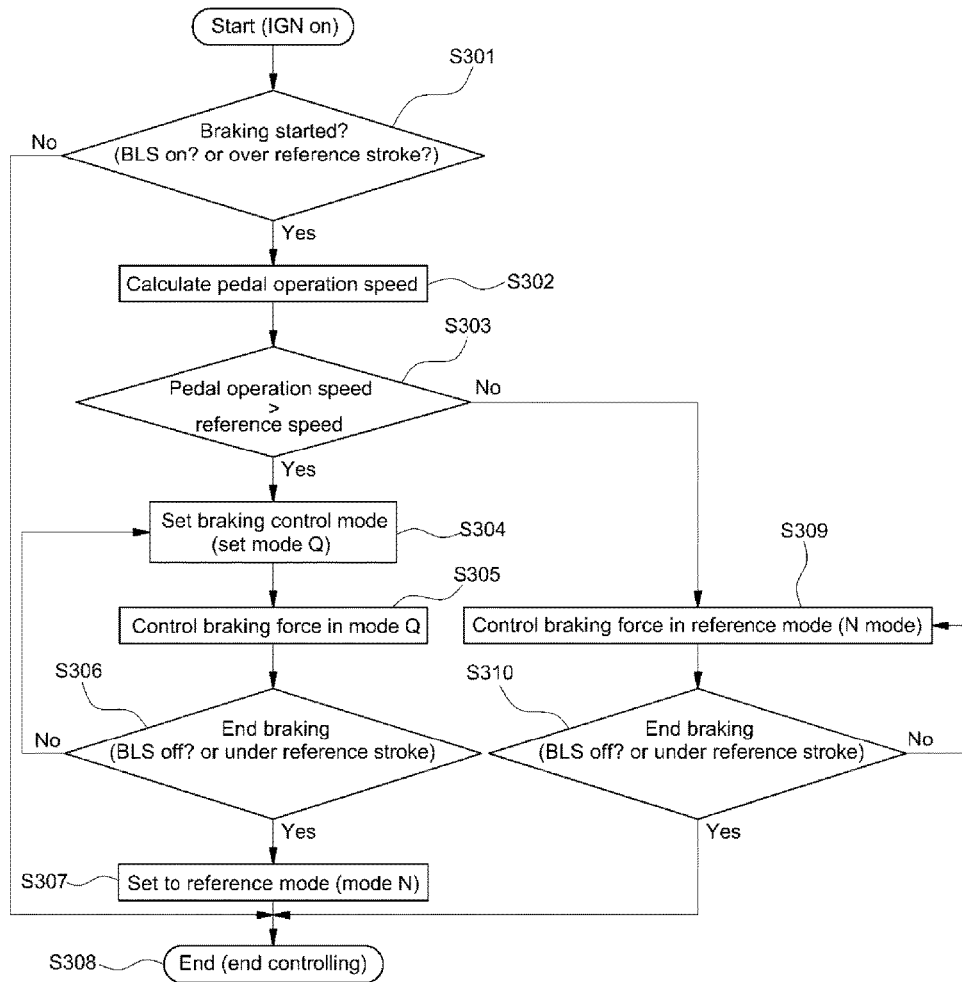 Start (IGN on)
S301
No
Braking started?
(BLS on? or over reference stroke?)
Yes
Calculate pedal operation speed
S302
S303
Pedal operation speed
>
reference speed
No
Yes
Set braking control mode
(set mode Q)
S304
S309
S305
Control braking force in mode Q
Control braking force in reference mode (N mode)
S306
S310
End braking
(BLS off? or under reference stroke)
No
End braking
(BLS off? or under reference stroke)
No
Yes
Yes
S307
Set to reference mode (mode N)
S308
End (end controlling)